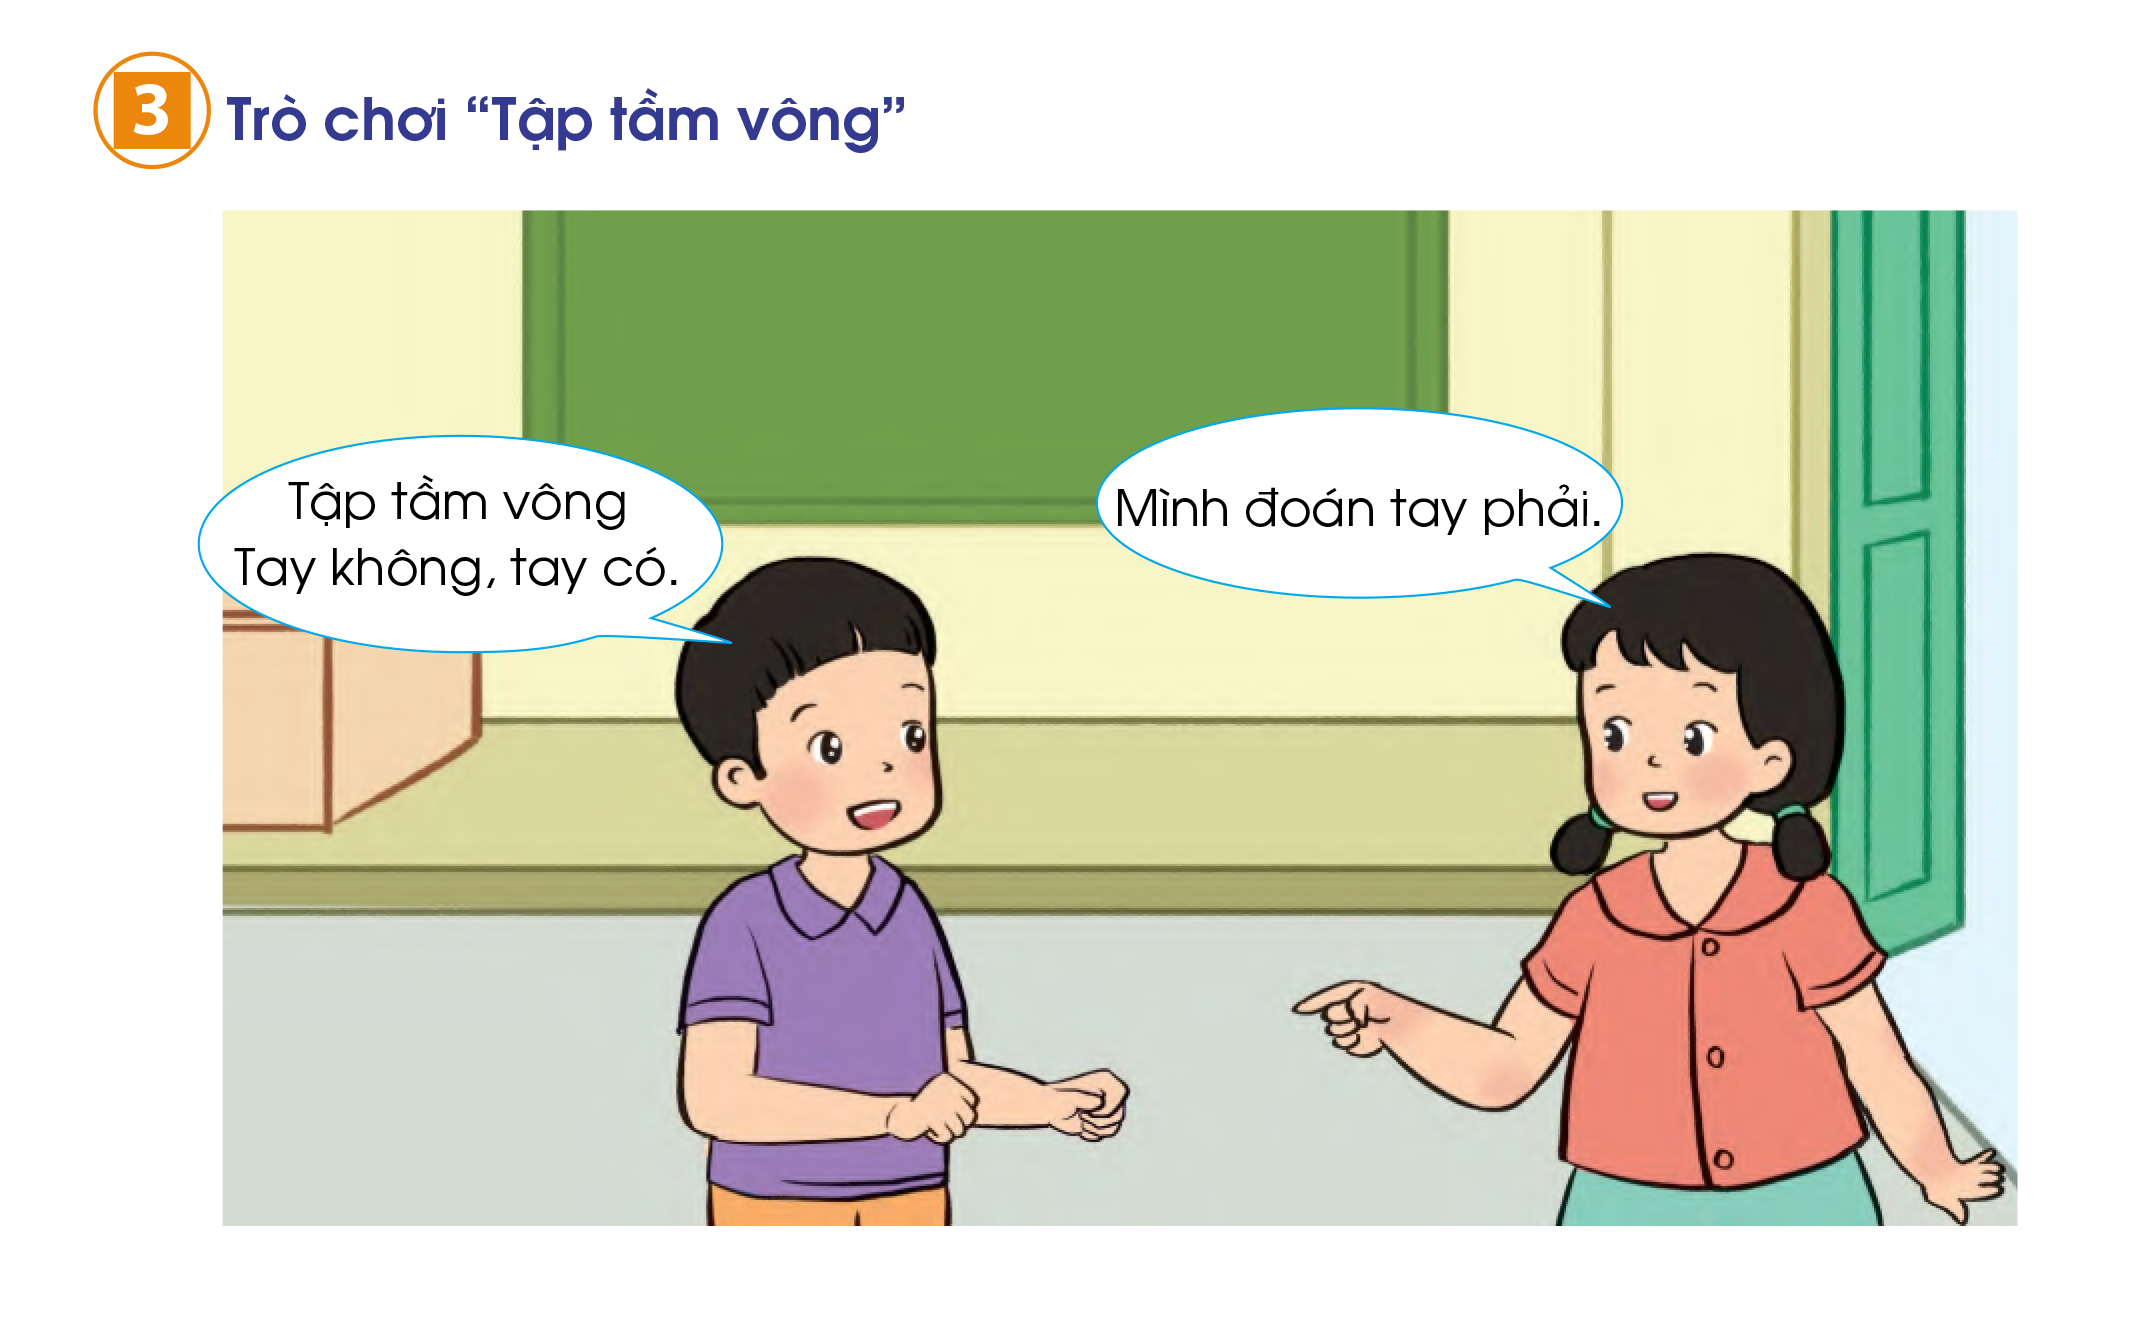 3 Trò chơi “Tập tầm vông”
Tập tầm vông
Tay không, tay có.
Mình đoán tay phải.